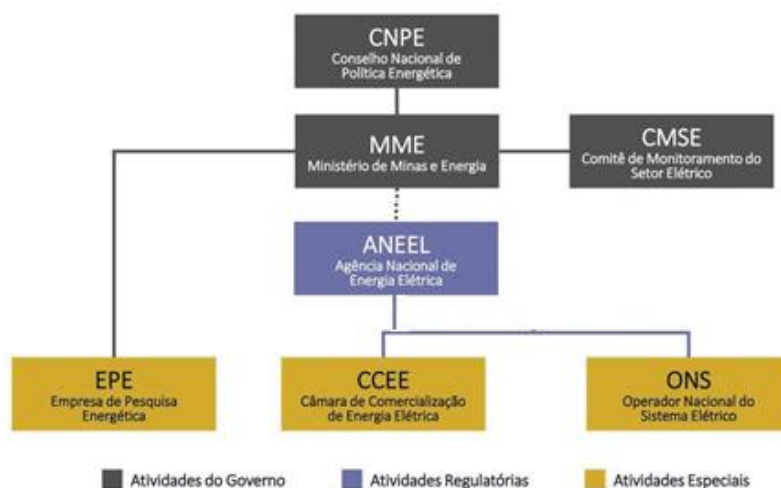 CNPE
Conselho Nacional de
Política Energética
MME
Ministério de Minas e Energia
CMSE
Comitê de Monitoramento do
Setor Elétrico
ANEEL
Agência Nacional de
Energia Elétrica
EPE
Empresa de Pesquisa
Energética
CCEE
Câmara de Comercialização
de Energia Elétrica
ONS
Operador Nacional do
Sistema Elétrico
Atividades do Governo
Atividades Regulatórias
Atividades Especiais